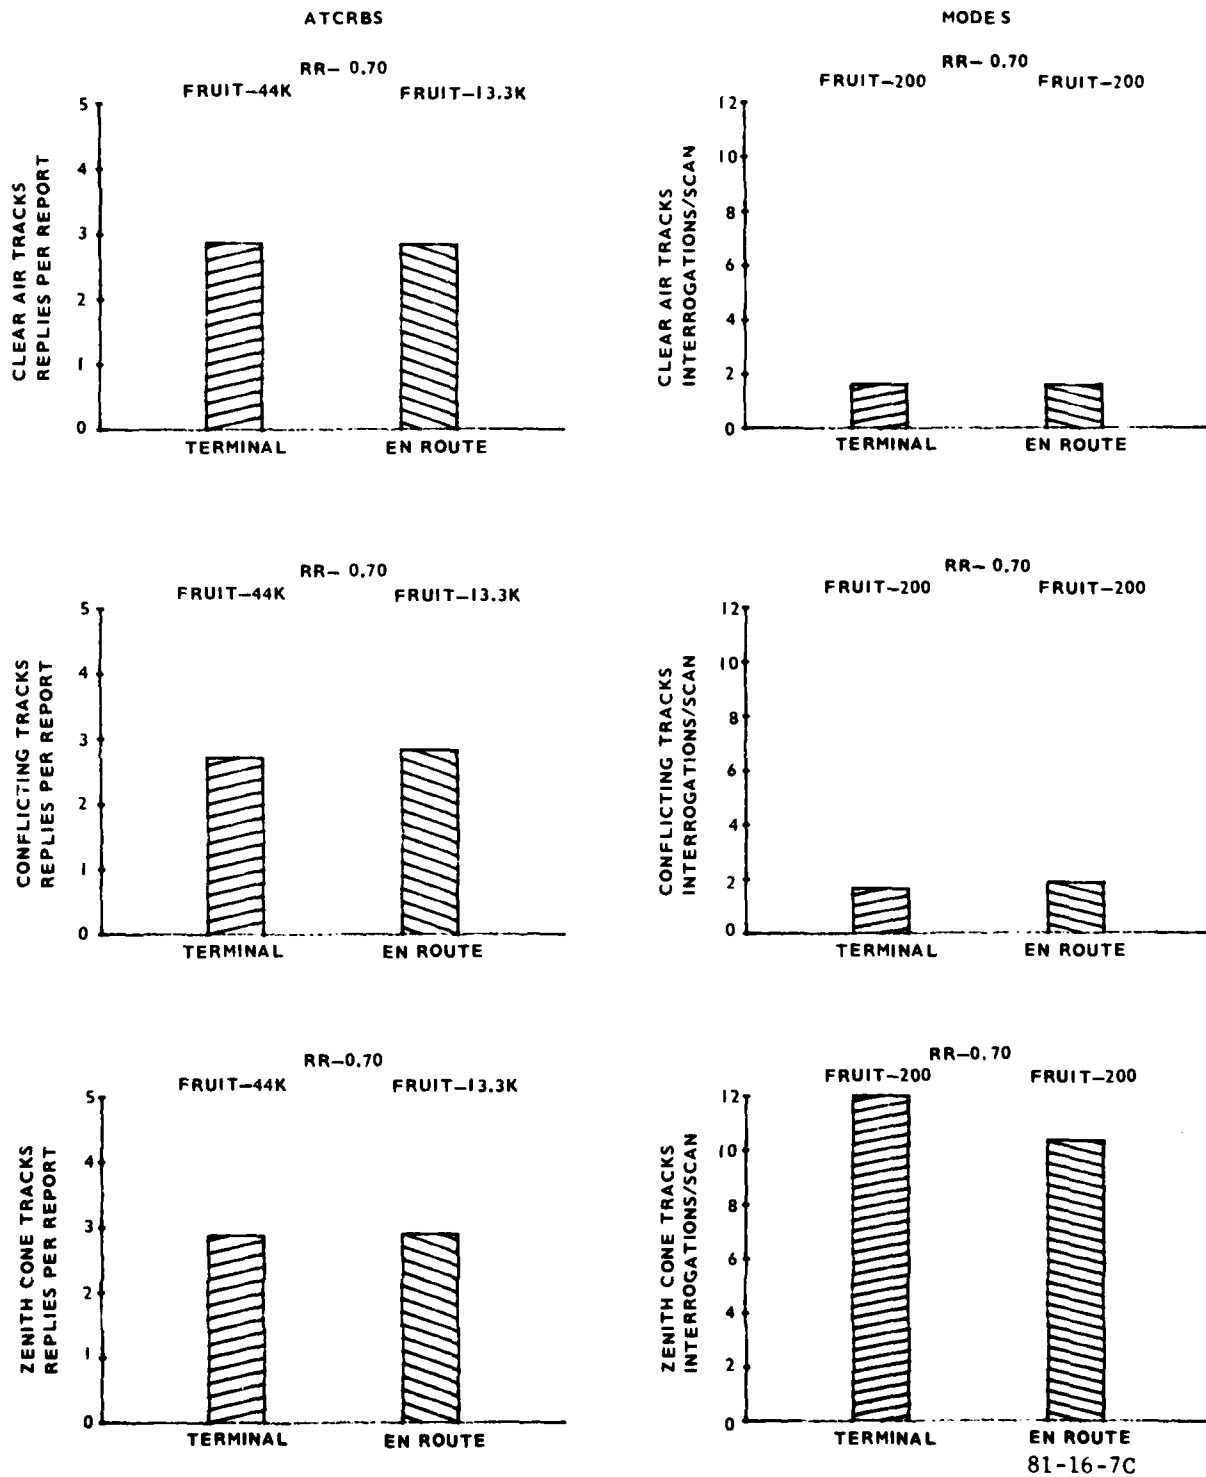 ATCRBS
RR- 0.70
FRUIT-44K FRUIT-13.3K
CLEAR AIR TRACKS
REPLIES PER REPORT
5
4
3
2
1
0
TERMINAL EN ROUTE
MODE S
RR- 0.70
FRUIT-200 FRUIT-200
CLEAR AIR TRACKS
INTERROGATIONS/SCAN
12
10
8
6
4
2
0
TERMINAL EN ROUTE
RR- 0.70
FRUIT-44K FRUIT-13.3K
CONFLICTING TRACKS
REPLIES PER REPORT
5
4
3
2
1
0
TERMINAL EN ROUTE
RR- 0.70
FRUIT-200 FRUIT-200
CONFLICTING TRACKS
INTERROGATIONS/SCAN
12
10
8
6
4
2
0
TERMINAL EN ROUTE
RR-0.70
FRUIT-44K FRUIT-13.3K
ZENITH CONE TRACKS
REPLIES PER REPORT
5
4
3
2
1
0
TERMINAL EN ROUTE
RR-0.70
FRUIT-200 FRUIT-200
ZENITH CONE TRACKS
INTERROGATIONS/SCAN
12
10
8
6
4
2
0
TERMINAL EN ROUTE
81-16-7C